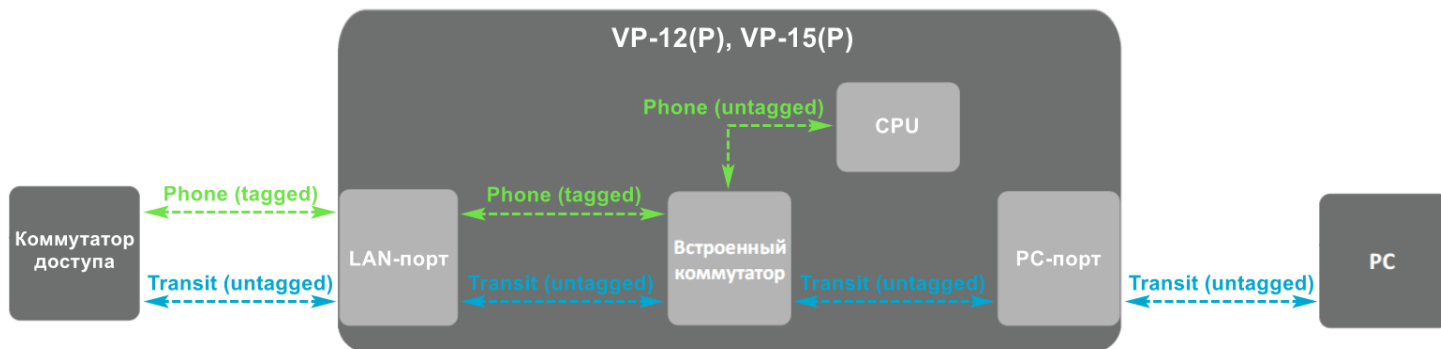 VP-12(P), VP-15(P)
Phone (untagged)
CPU
Phone (tagged)
Phone (tagged)
Коммутатор
доступа
LAN-порт
Встроенный
коммутатор
PC-порт
PC
Transit (untagged)
Transit (untagged)
Transit (untagged)
Transit (untagged)